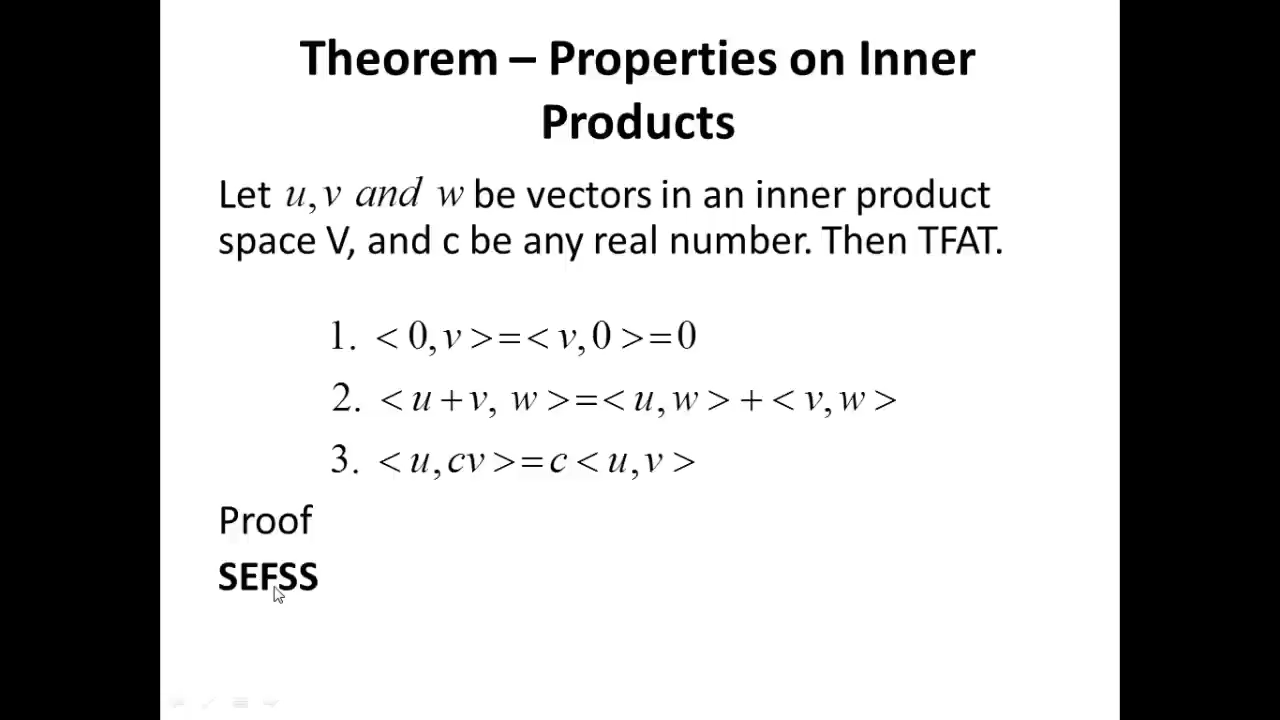 Theorem – Properties on Inner
Products
Let u, v and w be vectors in an inner product
space V, and c be any real number. Then TFAT.
1. < 0, v >=< v, 0 >= 0
2. < u + v, w >=< u, w > + < v, w >
3. < u, cv >= c < u, v >
Proof
SEFSS